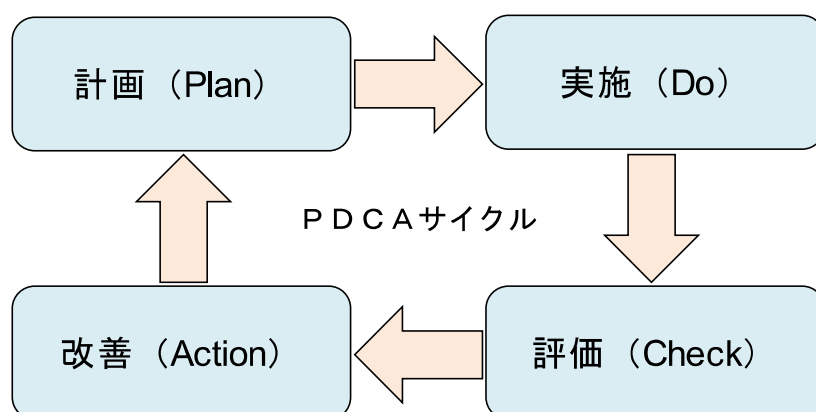 計画（Plan）
実施（Do）
ＰＤＣＡサイクル
改善（Action）
評価（Check）